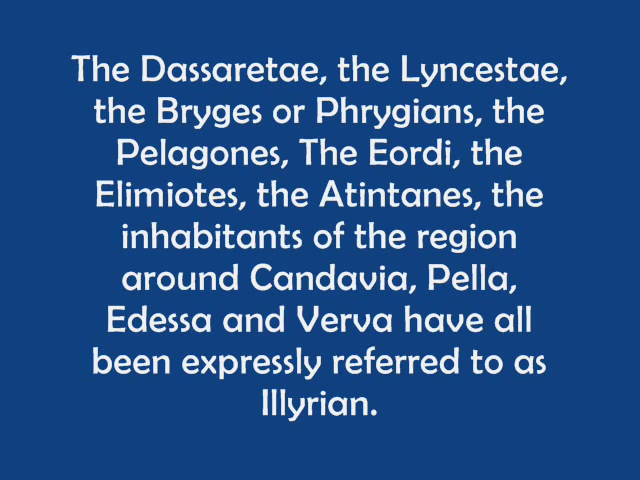 The Dassaretae, the Lyncestae,
the Bryges or Phrygians, the
Pelagones, The Eordi, the
Elimiotes, the Atintanes, the
inhabitants of the region
around Candavia, Pella,
Edessa and Verva have all
been expressly referred to as
Illyrian.